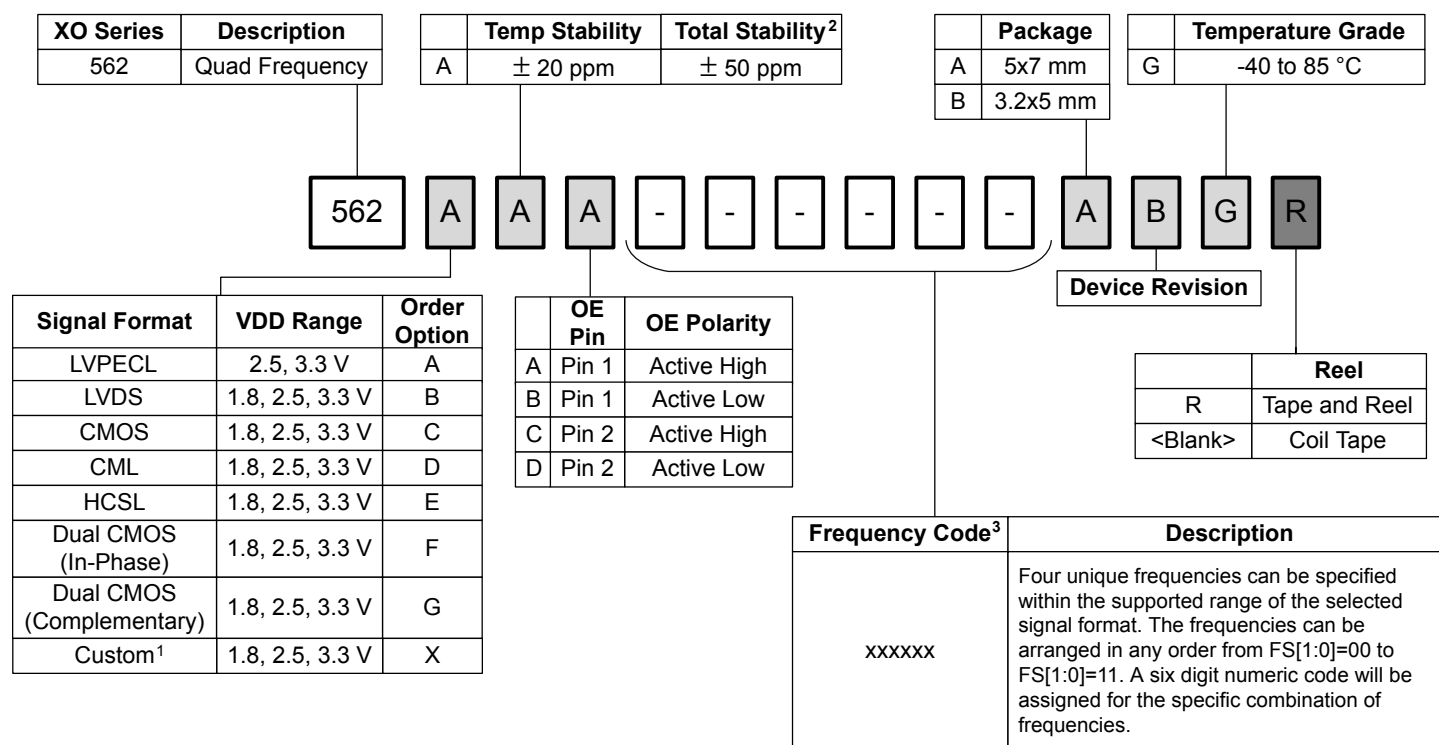 XO Series Description
562 Quad Frequency
Temp Stability Total Stability²
A ± 20 ppm ± 50 ppm
Package
A 5x7 mm
B 3.2x5 mm
Temperature Grade
G -40 to 85 °C
562 A A A - - - - - - A B G R
Signal Format VDD Range Order Option
LVPECL 2.5, 3.3 V A
LVDS 1.8, 2.5, 3.3 V B
CMOS 1.8, 2.5, 3.3 V C
CML 1.8, 2.5, 3.3 V D
HCSL 1.8, 2.5, 3.3 V E
Dual CMOS
(In-Phase) 1.8, 2.5, 3.3 V F
Dual CMOS
(Complementary) 1.8, 2.5, 3.3 V G
Custom¹ 1.8, 2.5, 3.3 V X
OE Pin OE Polarity
A Pin 1 Active High
B Pin 1 Active Low
C Pin 2 Active High
D Pin 2 Active Low
Device Revision
Reel
R Tape and Reel
<Blank> Coil Tape
Frequency Code³ Description
xxxxxx
Four unique frequencies can be specified
within the supported range of the selected
signal format. The frequencies can be
arranged in any order from FS[1:0]=00 to
FS[1:0]=11. A six digit numeric code will be
assigned for the specific combination of
frequencies.